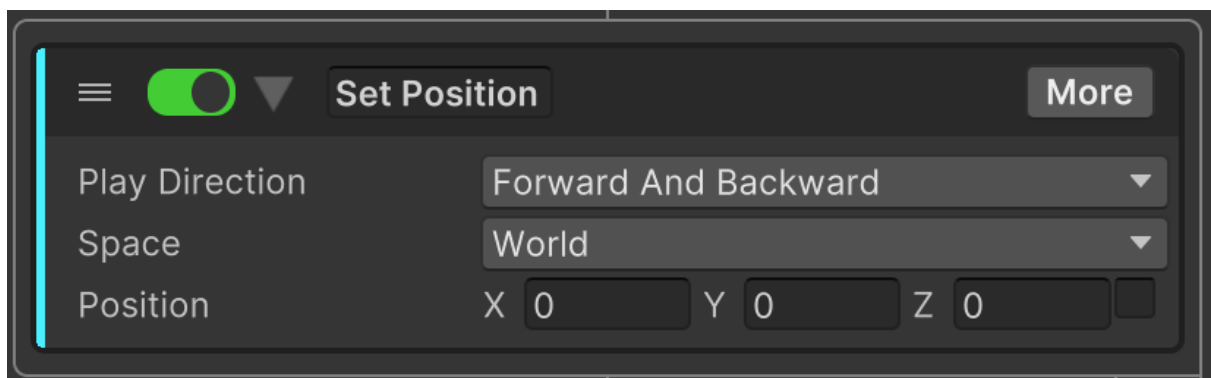 Set Position More
Play Direction Forward And Backward
Space World
Position X 0 Y 0 Z 0